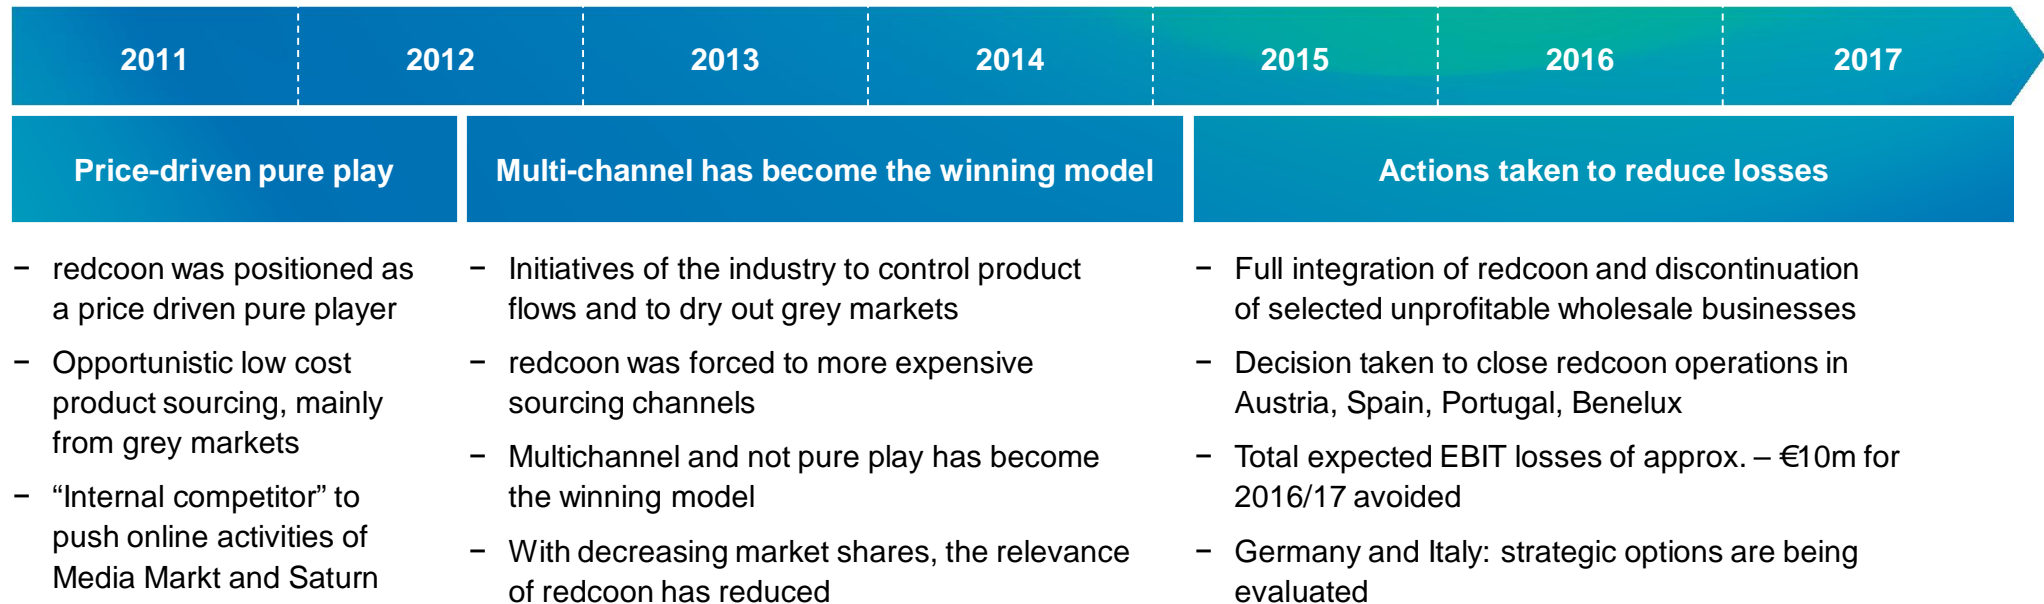 2011
2012
2013
2014
2015
2016
2017
Price-driven pure play
Multi-channel has become the winning model
Actions taken to reduce losses
− redcoon was positioned as
a price driven pure player
− Opportunistic low cost
product sourcing, mainly
from grey markets
− “Internal competitor” to
push online activities of
Media Markt and Saturn
− Initiatives of the industry to control product
flows and to dry out grey markets
− redcoon was forced to more expensive
sourcing channels
− Multichannel and not pure play has become
the winning model
− With decreasing market shares, the relevance
of redcoon has reduced
− Full integration of redcoon and discontinuation
of selected unprofitable wholesale businesses
− Decision taken to close redcoon operations in
Austria, Spain, Portugal, Benelux
− Total expected EBIT losses of approx. – €10m for
2016/17 avoided
− Germany and Italy: strategic options are being
evaluated